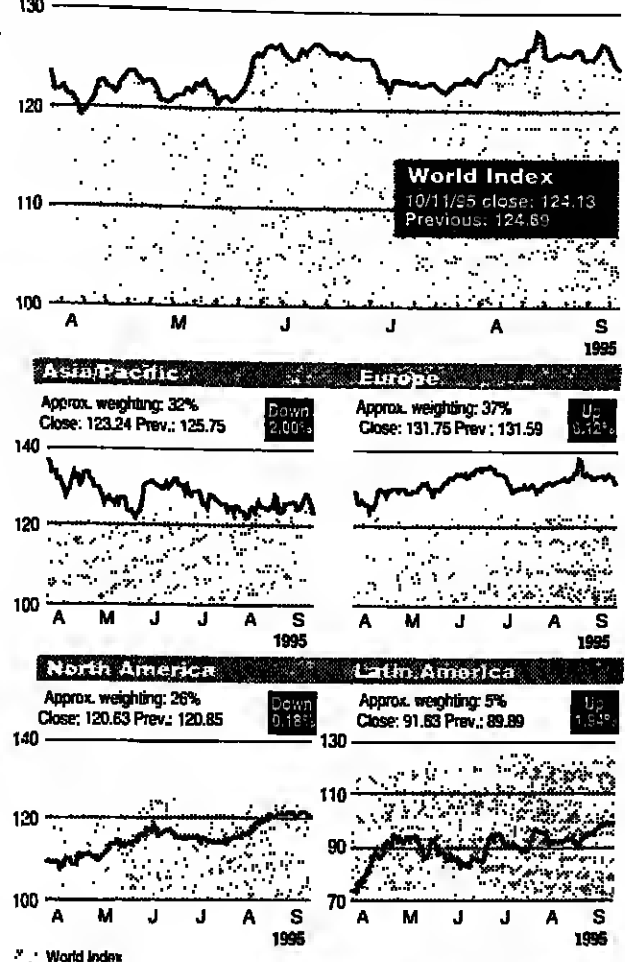 130
120
World Index
10/11/95 close: 124.13
Previous: 124.69
110
100
A M J J A S
1995
Asia/Pacific
Europe
Approx. weighting: 32%
Close: 123.24 Prev.: 125.75
Down
2.00%
Approx. weighting: 37%
Close: 131.75 Prev.: 131.59
Up
0.12%
140
120
100
A M J J A S
1995
A M J J A S
1995
North America
Latin America
Approx. weighting: 26%
Close: 120.63 Prev.: 120.85
Down
0.18%
Approx. weighting: 5%
Close: 91.63 Prev.: 89.89
Up
1.94%
140
120
100
130
110
90
70
A M J J A S
1995
A M J J A S
1995
World Index